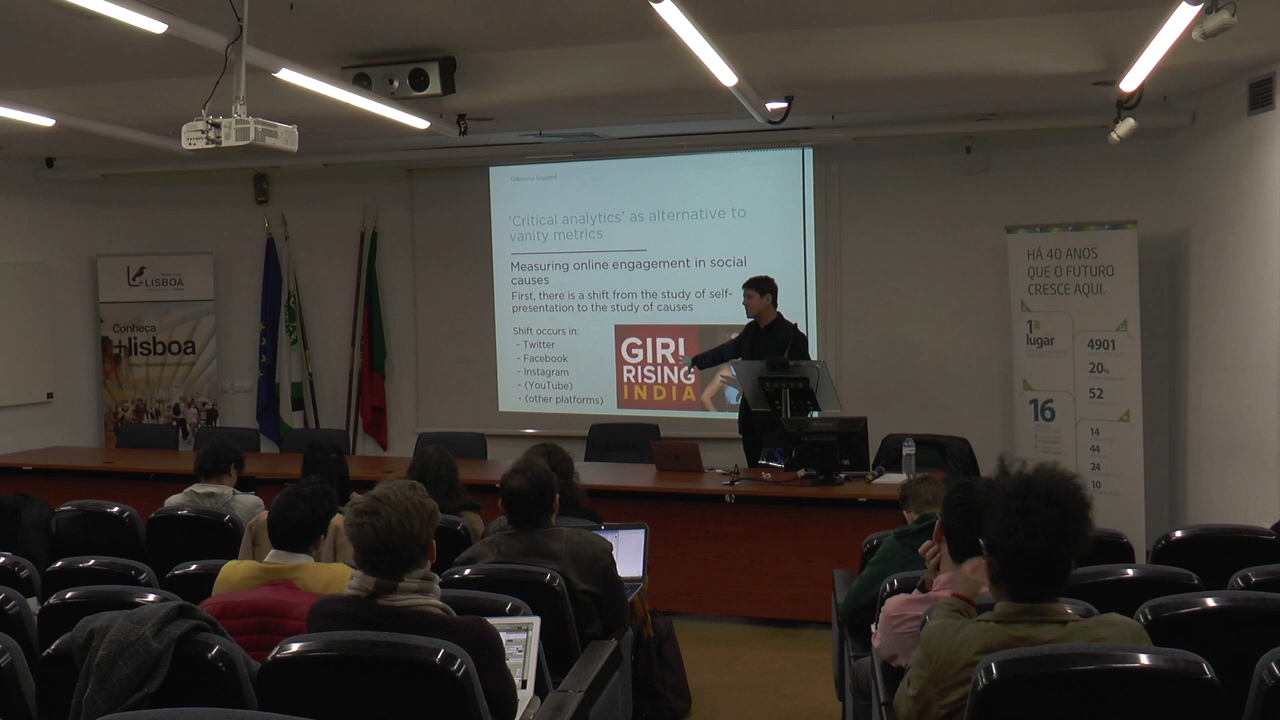 'Critical analytics' as alternative to
vanity metrics
Measuring online engagement in social
causes
First, there is a shift from the study of self-
presentation to the study of causes
Shift occurs in:
- Twitter
- Facebook
- Instagram
- (YouTube)
- (other platforms)
GIRL
RISING
INDIA
LISBOA
Conheça
+lisboa
HÁ 40 ANOS
QUE O FUTURO
CRESCE AQUI.
1º
lugar
16
4901
20%
52
14
44
24
10